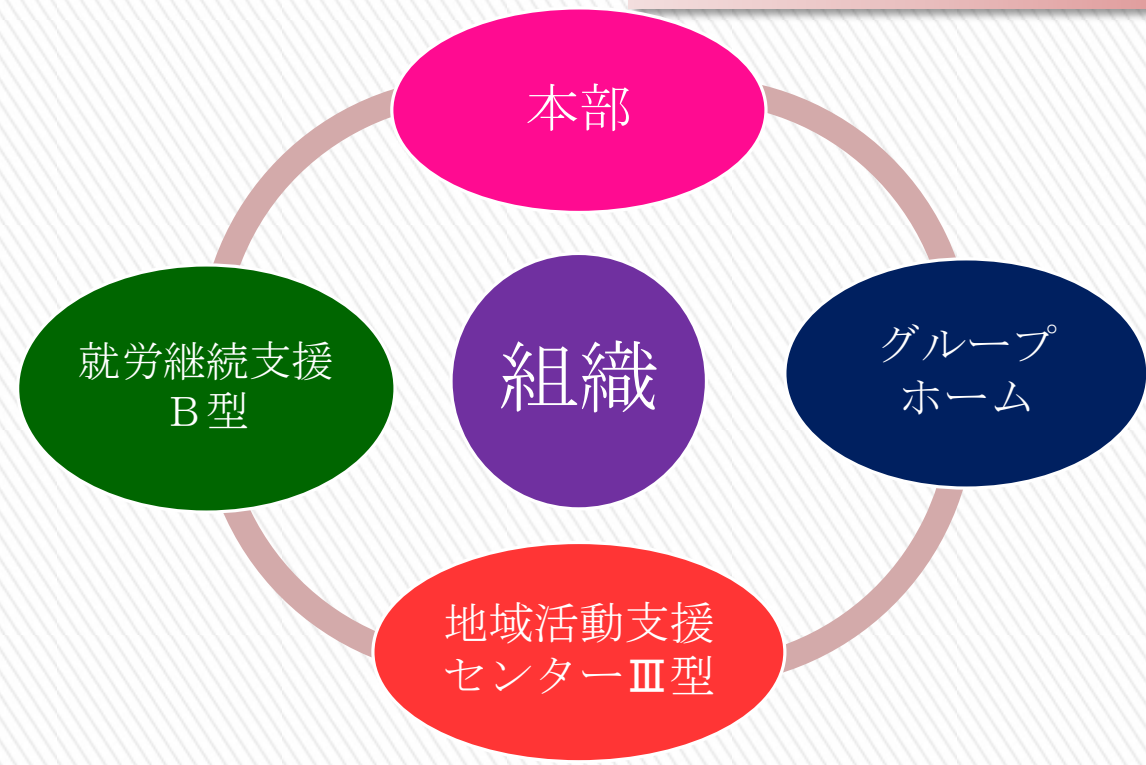 本部
就労継続支援
Ｂ型
組織
グループ
ホーム
地域活動支援
センターⅢ型